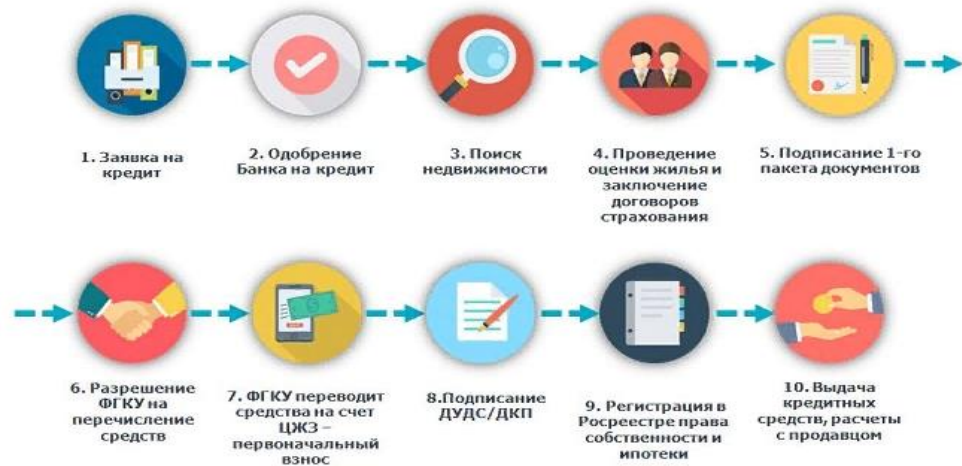 1. Заявка на
кредит
2. Одобрение
Банка на кредит
3. Поиск
недвижимости
4. Проведение
оценки жилья и
заключение
договоров
страхования
5. Подписание 1-го
пакета документов
6. Разрешение
ФГКУ на
перечисление
средств
7. ФГКУ переводит
средства на счет
ЦЖЗ –
первоначальный
взнос
8.Подписание
ДУДС/ДКП
9. Регистрация в
Росреестре права
собственности и
ипотеки
10. Выдача
кредитных
средств, расчеты
с продавцом